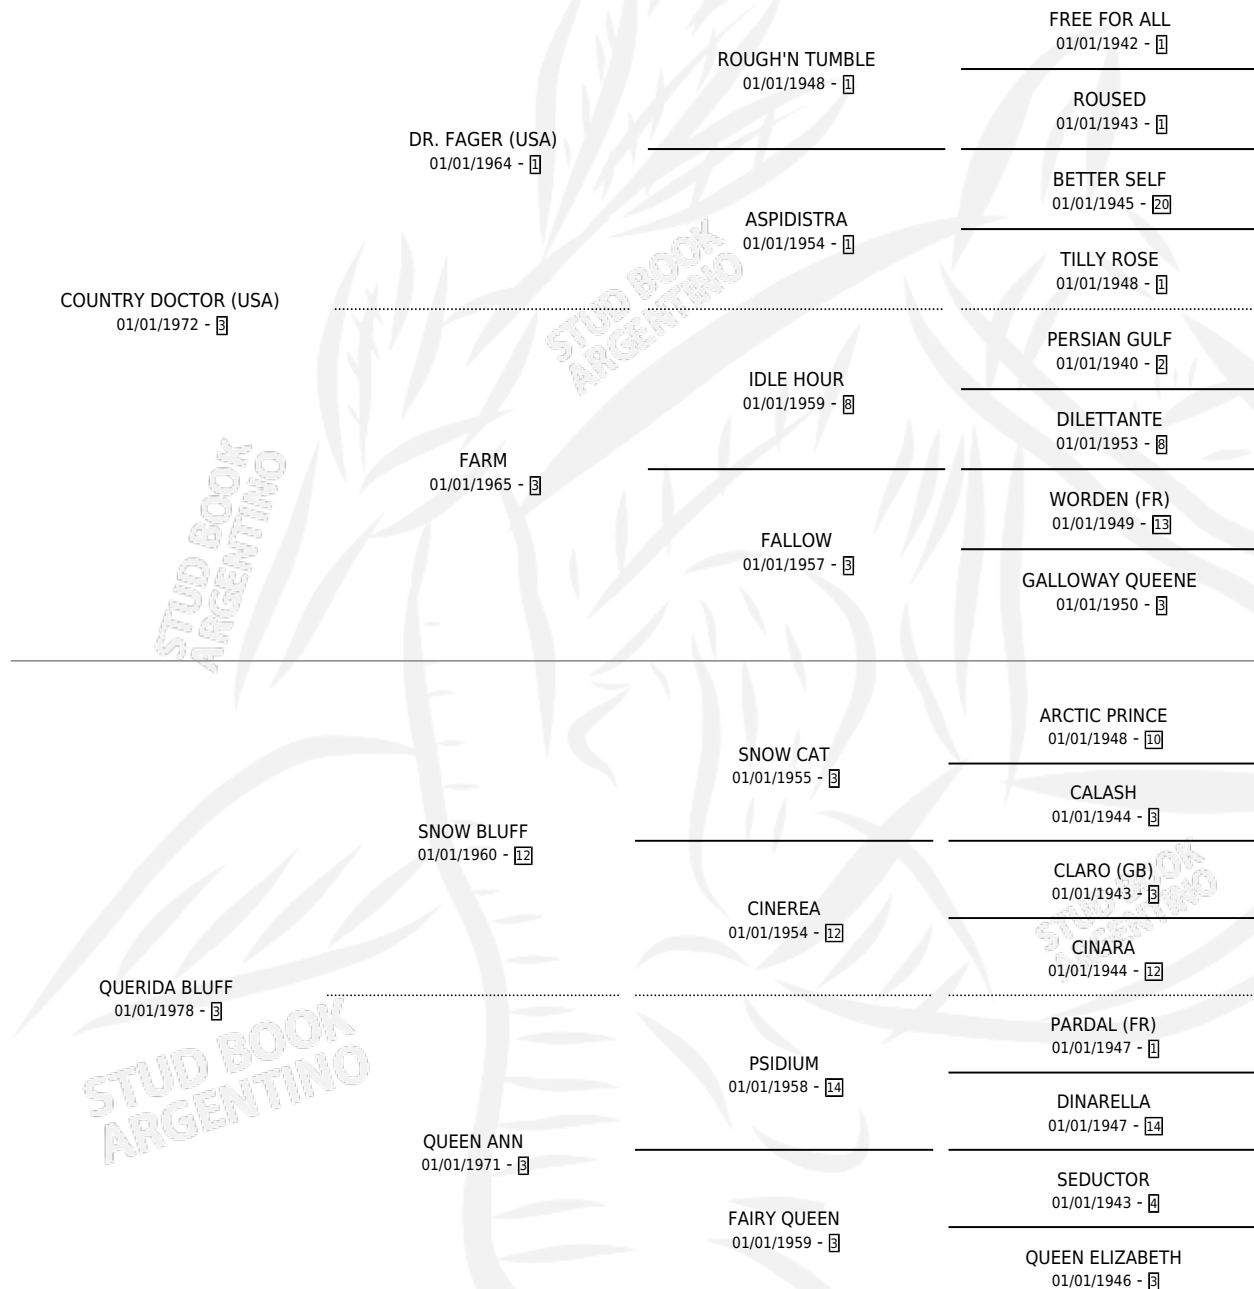 FREE FOR ALL
01/01/1942 - 1
ROUGH'N TUMBLE
01/01/1948 - 1
ROUSED
01/01/1943 - 1
DR. FAGER (USA)
01/01/1964 - 1
BETTER SELF
01/01/1945 - 20
ASPIDISTRA
01/01/1954 - 1
TILLY ROSE
01/01/1948 - 1
COUNTRY DOCTOR (USA)
01/01/1972 - 3
PERSIAN GULF
01/01/1940 - 2
IDLE HOUR
01/01/1959 - 8
DILETTANTE
01/01/1953 - 8
FARM
01/01/1965 - 3
WORDEN (FR)
01/01/1949 - 13
FALLOW
01/01/1957 - 3
GALLOWAY QUEENE
01/01/1950 - 3
ARCTIC PRINCE
01/01/1948 - 10
SNOW CAT
01/01/1955 - 3
CALASH
01/01/1944 - 3
SNOW BLUFF
01/01/1960 - 12
CLARO (GB)
01/01/1943 - 3
CINEREA
01/01/1954 - 12
CINARA
01/01/1944 - 12
QUERIDA BLUFF
01/01/1978 - 3
PARDAL (FR)
01/01/1947 - 1
PSIDIUM
01/01/1958 - 14
DINARELLA
01/01/1947 - 14
QUEEN ANN
01/01/1971 - 3
SEDUCTOR
01/01/1943 - 4
FAIRY QUEEN
01/01/1959 - 3
QUEEN ELIZABETH
01/01/1946 - 3
STUD BOOK
ARGENTINO
STUD BOOK
ARGENTINO
STUD BOOK
ARGENTINO
STUD BOOK
ARGENTINO